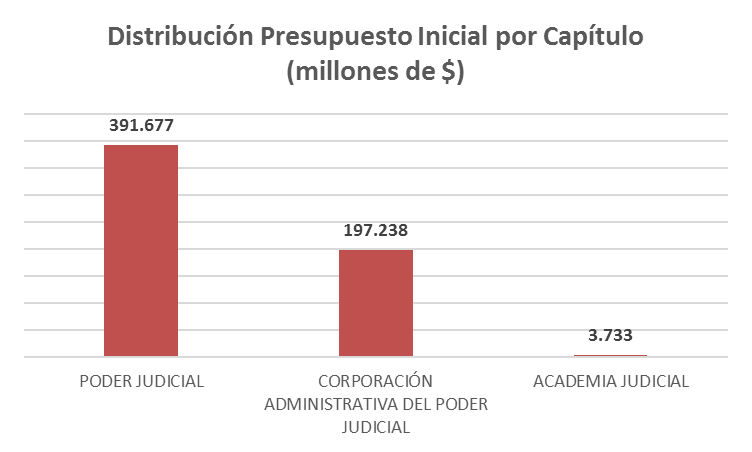 Distribución Presupuesto Inicial por Capítulo
(millones de $)
391.677
197.238
3.733
PODER JUDICIAL
CORPORACIÓN
ADMINISTRATIVA DEL PODER
JUDICIAL
ACADEMIA JUDICIAL